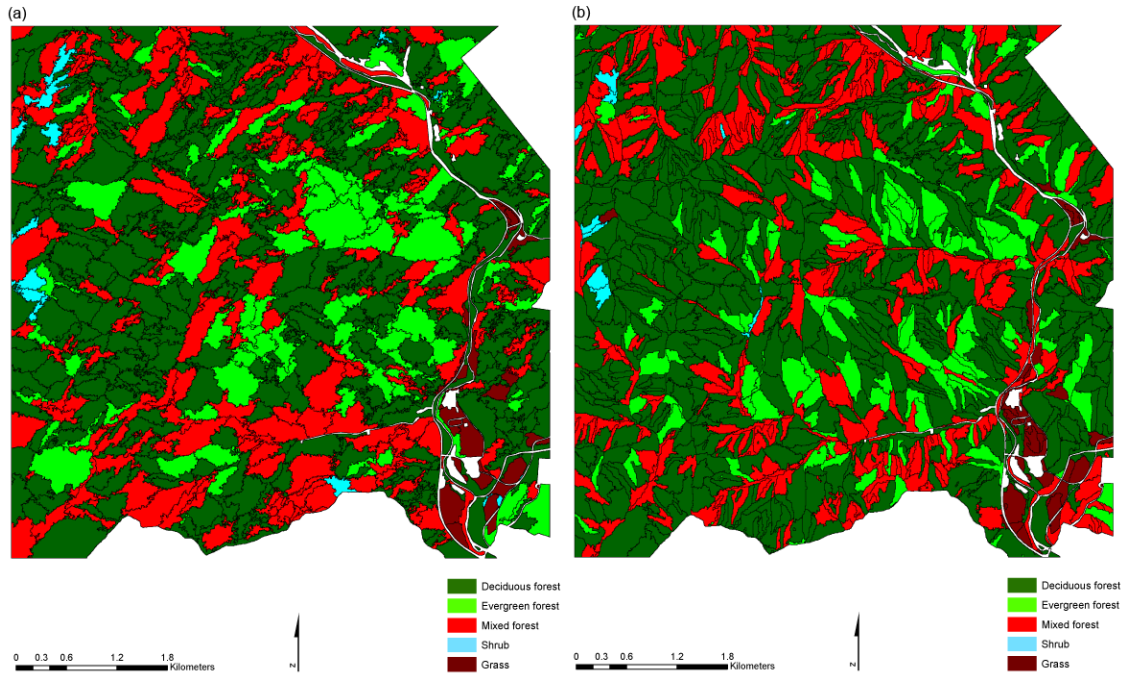 (a)
(b)
Deciduous forest
Evergreen forest
Mixed forest
Shrub
Grass
0 0.3 0.6 1.2 1.8
Kilometers
N
Deciduous forest
Evergreen forest
Mixed forest
Shrub
Grass
0 0.3 0.6 1.2 1.8
Kilometers
N